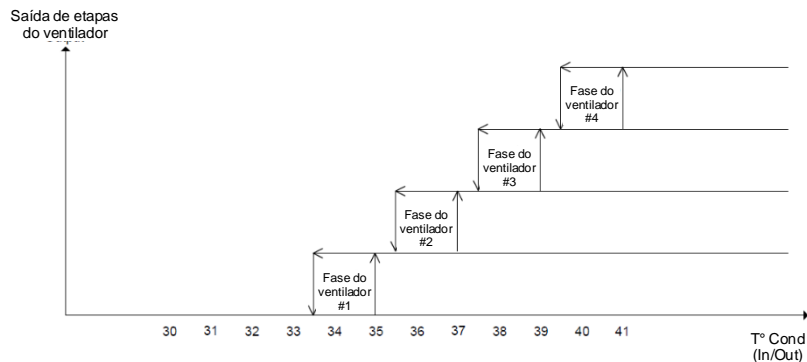 Saída de etapas
do ventilador
Fase do
ventilador
#4
Fase do
ventilador
#3
Fase do
ventilador
#2
Fase do
ventilador
#1
30 31 32 33 34 35 36 37 38 39 40 41
Tº Cond
(In/Out)